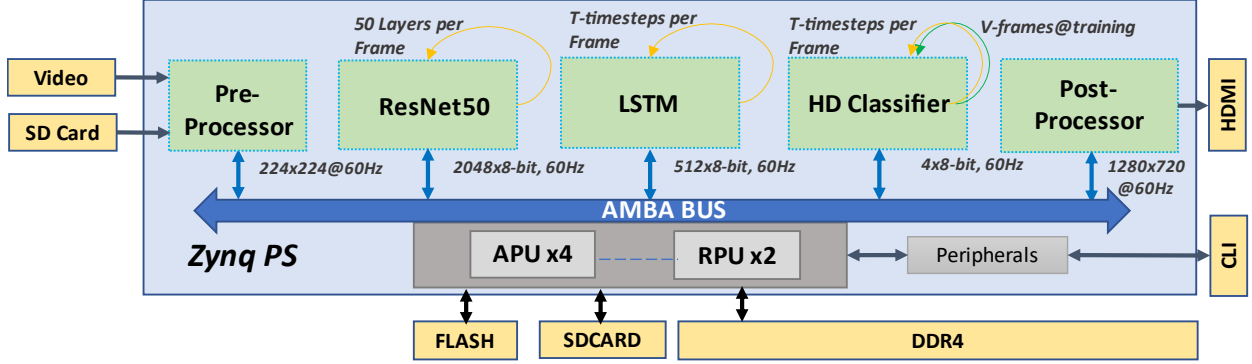 50 Layers per
Frame
T-timesteps per
Frame
T-timesteps per
Frame
V-frames@training
Video
SD Card
Pre-
Processor
ResNet50
LSTM
HD Classifier
Post-
Processor
HDMI
224x224@60Hz
2048x8-bit, 60Hz
512x8-bit, 60Hz
4x8-bit, 60Hz
1280x720
@60Hz
AMBA BUS
Zynq PS
APU x4
RPU x2
Peripherals
CLI
FLASH
SDCARD
DDR4